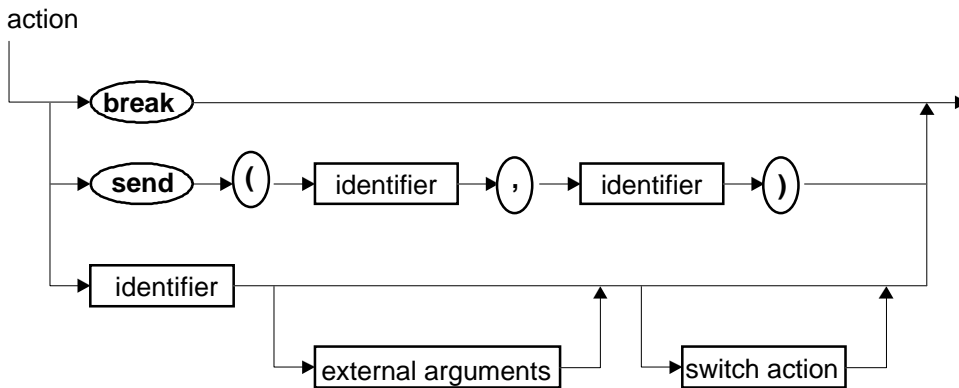 action
break
send ( identifier , identifier )
identifier
external arguments switch action